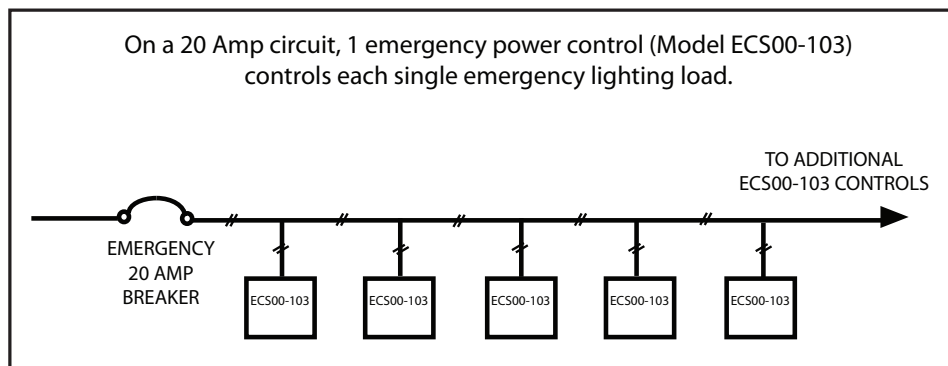 On a 20 Amp circuit, 1 emergency power control (Model ECS00-103)
controls each single emergency lighting load.
TO ADDITIONAL
ECS00-103 CONTROLS
EMERGENCY
20 AMP
BREAKER
ECS00-103
ECS00-103
ECS00-103
ECS00-103
ECS00-103